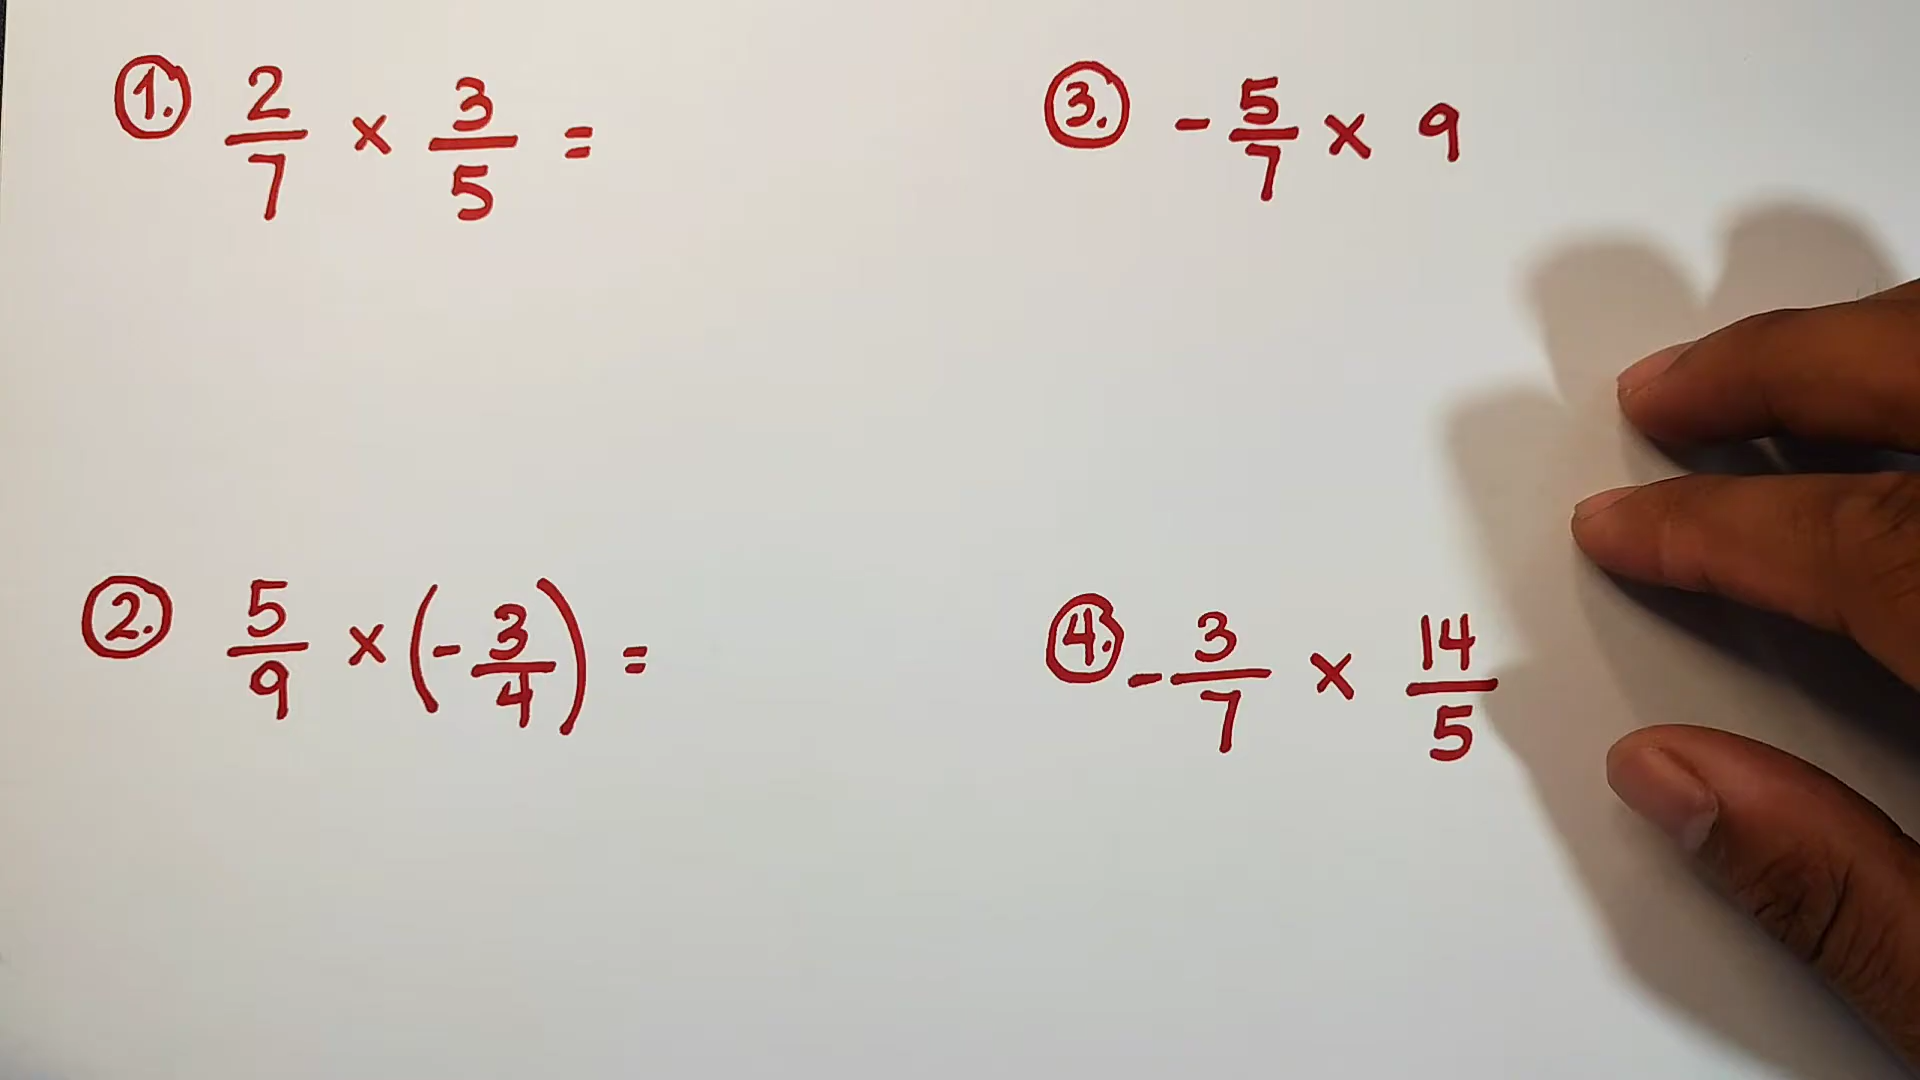 1. 2/7 × 3/5 =
2. 5/9 × (-3/4) =
3. -5/7 × 9
4. -3/7 × 14/5